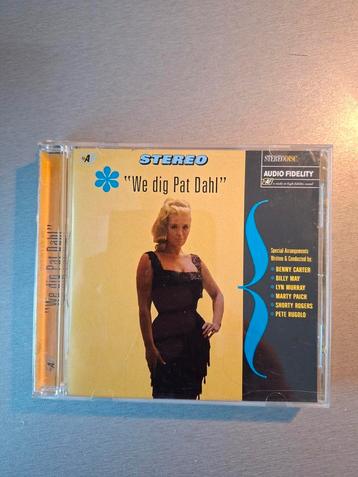 STEREO
"We dig Pat Dahl"
STEREODISC
AUDIO FIDELITY
Special Arrangements
Written & Conducted by:
BENNY CARTER
BILLY MAY
LYN MURRAY
MARTY PAICH
SHORTY ROGERS
PETE RUGOLO
"We dig Pat Dahl"